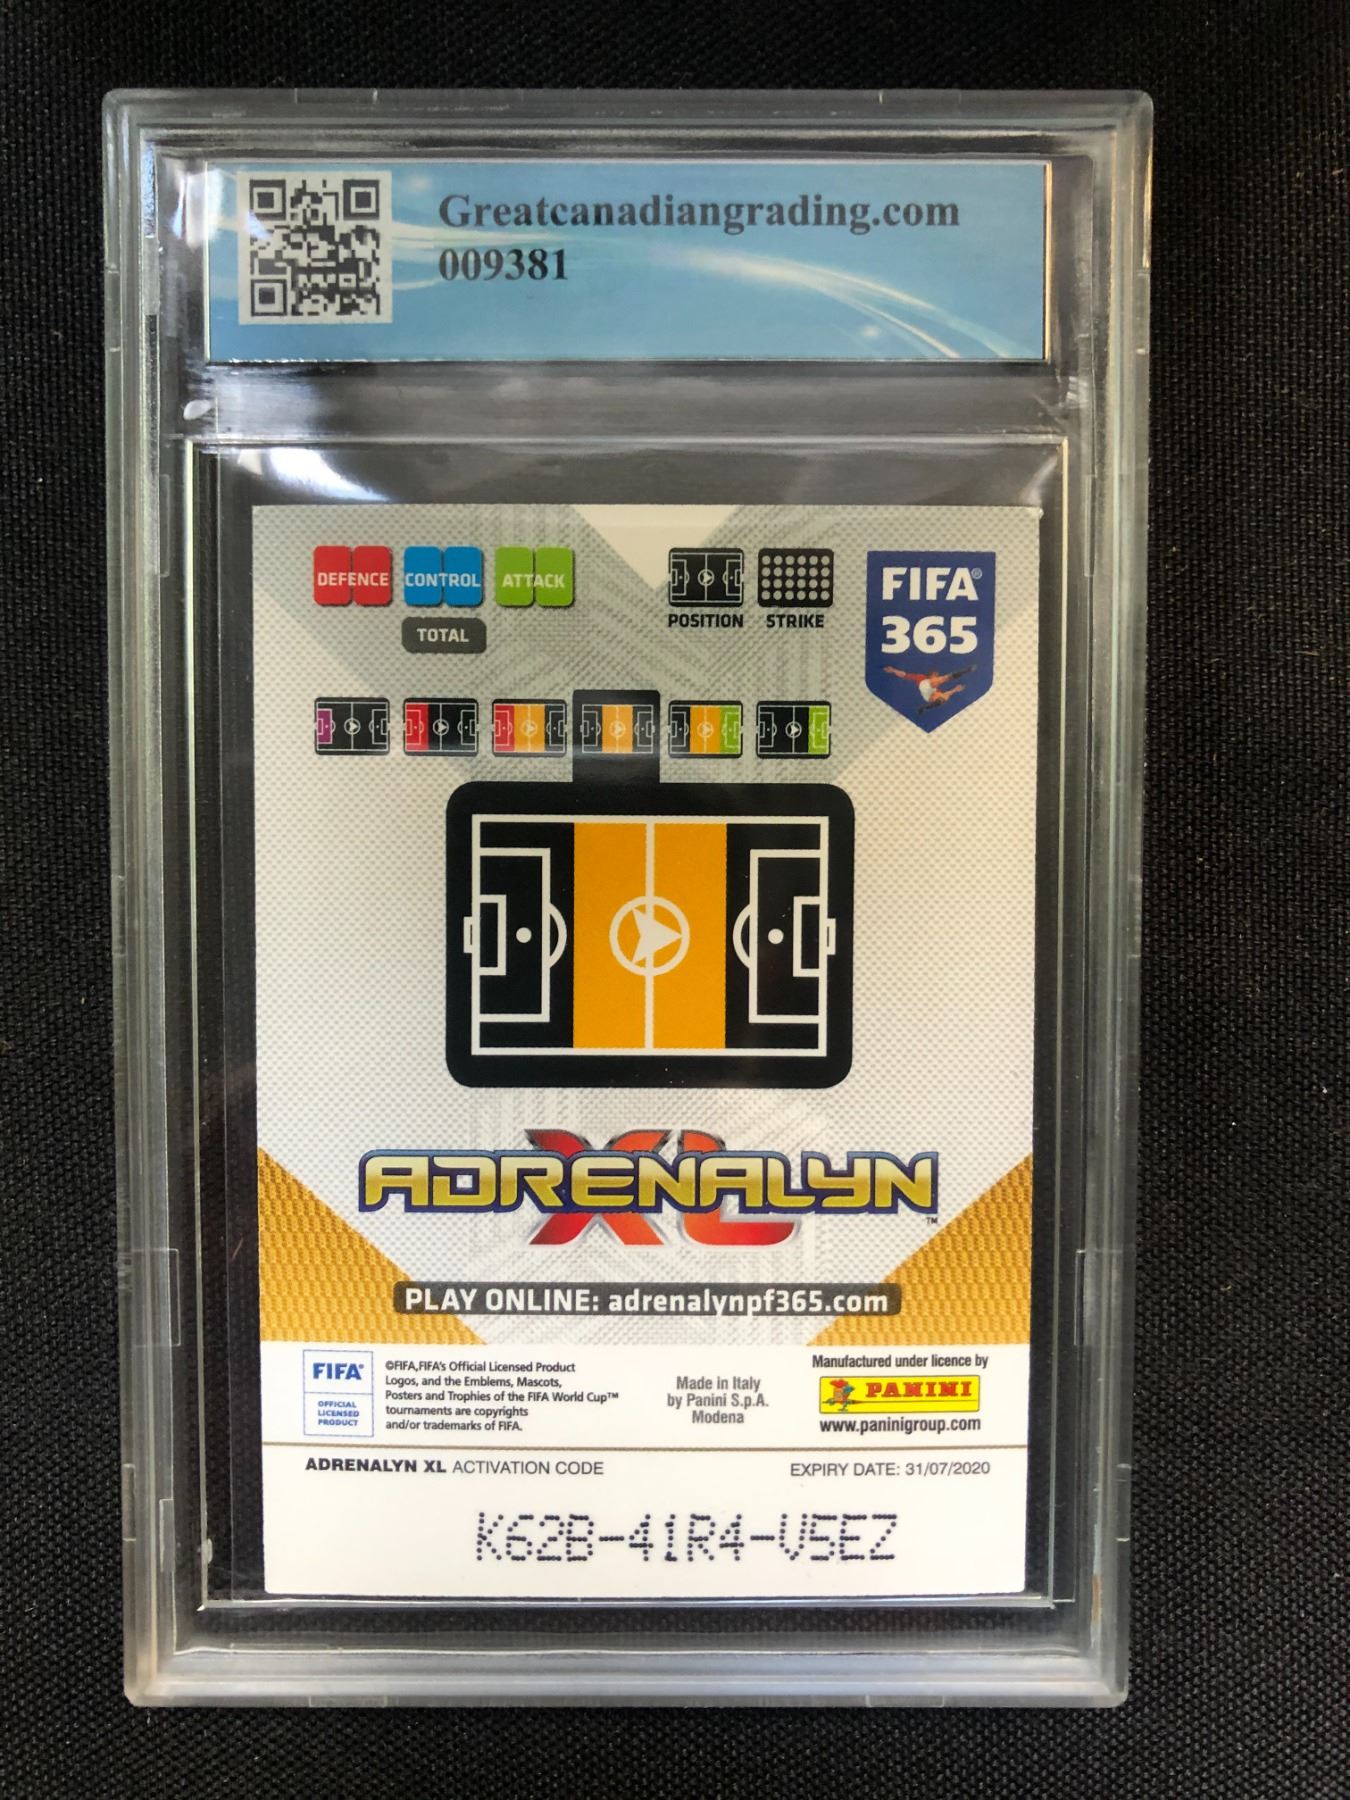 Greatcanadiangrading.com
009381
DEFENCE CONTROL ATTACK
TOTAL
POSITION STRIKE
FIFA®
365
ADRENALYN XL™
PLAY ONLINE: adrenalynpf365.com
FIFA®
OFFICIAL
LICENSED
PRODUCT
©FIFA,FIFA's Official Licensed Product
Logos, and the Emblems, Mascots,
Posters and Trophies of the FIFA World Cup™
tournaments are copyrights
and/or trademarks of FIFA.
Made in Italy
by Panini S.p.A.
Modena
Manufactured under licence by
PANINI
www.paninigroup.com
ADRENALYN XL ACTIVATION CODE
EXPIRY DATE: 31/07/2020
K62B-41R4-V5EZ